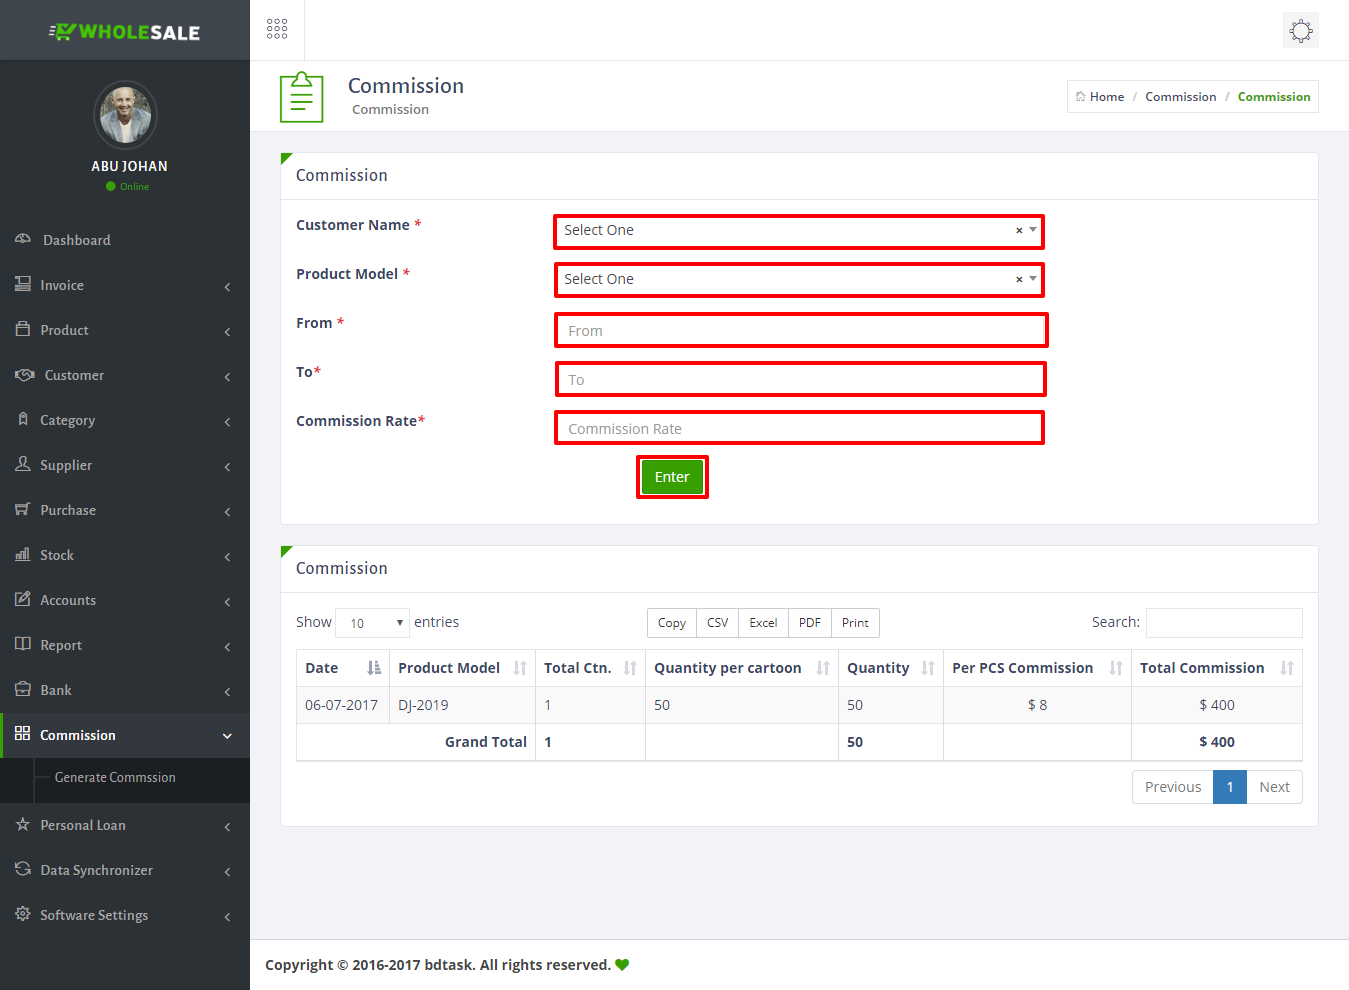 WHOLESALE
ABU JOHAN
Online
Dashboard
Invoice
Product
Customer
Category
Supplier
Purchase
Stock
Accounts
Report
Bank
Commission
Generate Commssion
Personal Loan
Data Synchronizer
Software Settings
Commission
Commission
Home / Commission / Commission
Commission
Customer Name * Select One × 
Product Model * Select One ×
From * From
To* To
Commission Rate* Commission Rate
Enter
Commission
Show 10 entries Copy CSV Excel PDF Print Search:
Date Product Model Total Ctn. Quantity per cartoon Quantity Per PCS Commission Total Commission
06-07-2017 DJ-2019 1 50 50 $ 8 $ 400
Grand Total 1 50 $ 400
Previous 1 Next
Copyright © 2016-2017 bdtask. All rights reserved.